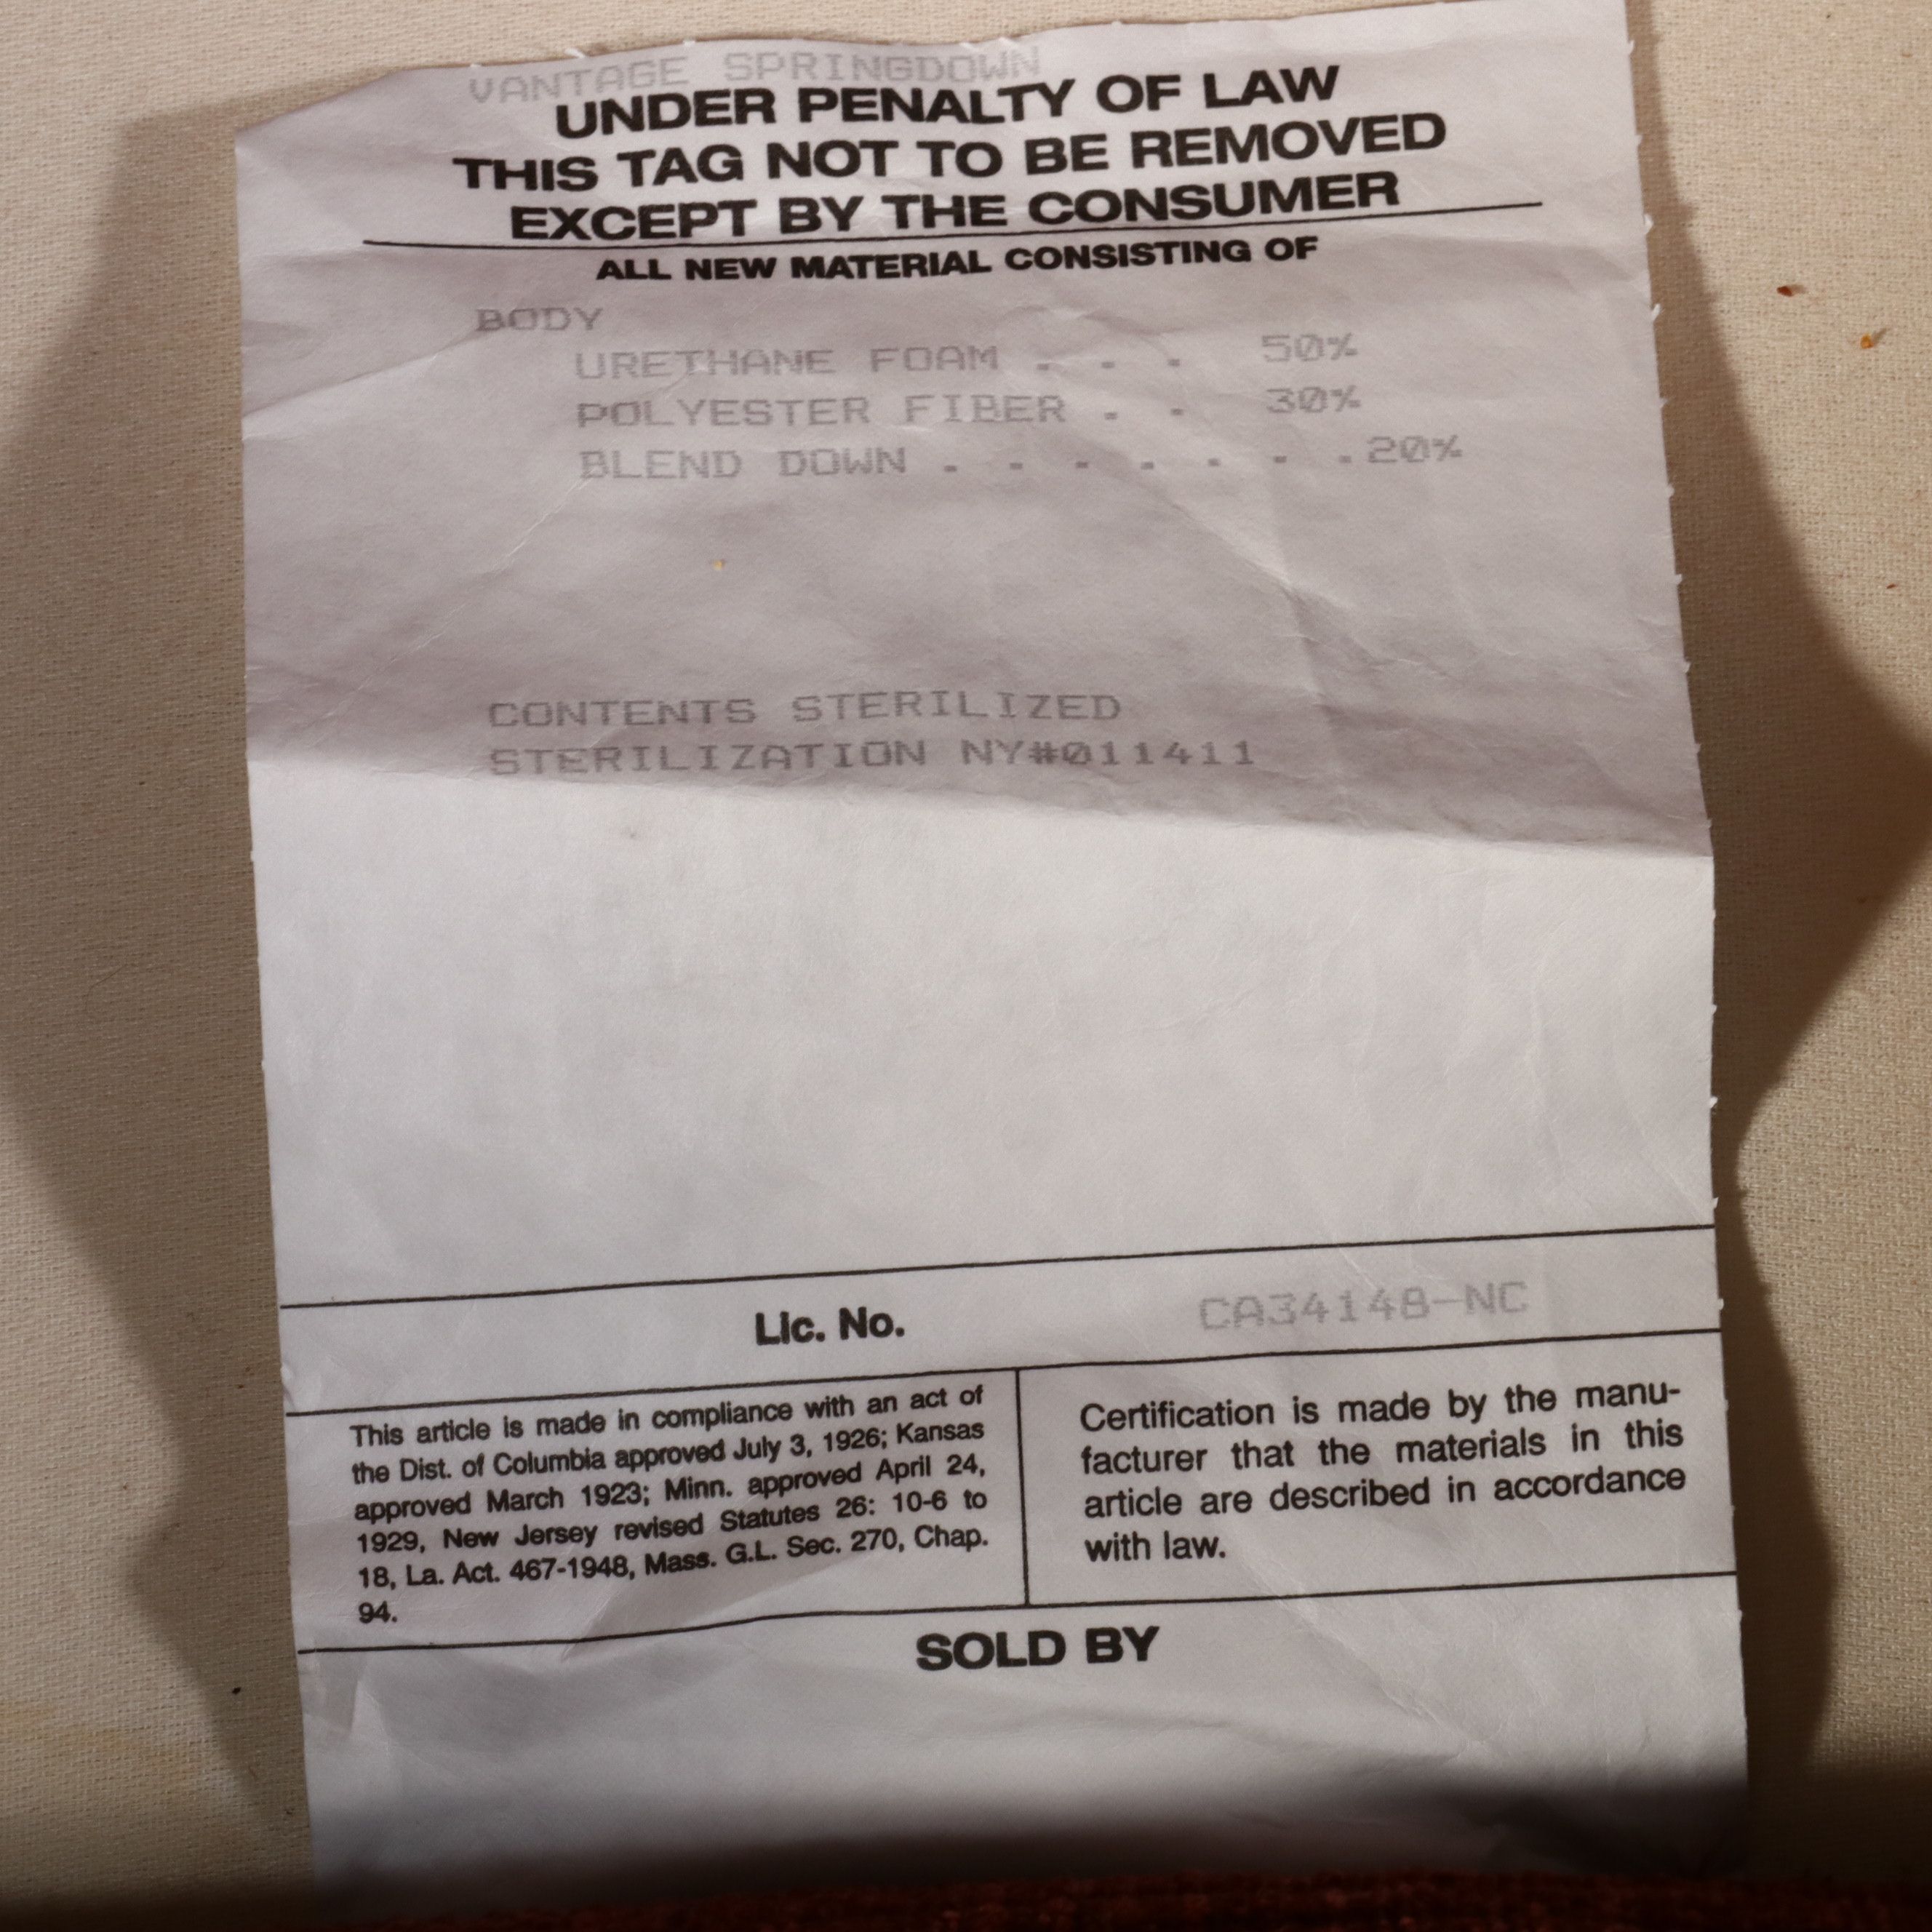 VANTAGE SPRINGDOWN
UNDER PENALTY OF LAW
THIS TAG NOT TO BE REMOVED
EXCEPT BY THE CONSUMER
ALL NEW MATERIAL CONSISTING OF
BODY
URETHANE FOAM . . . 50%
POLYESTER FIBER . . 30%
BLEND DOWN . . . . . . . 20%
CONTENTS STERILIZED
STERILIZATION NY#011411
Lic. No. CA34148-NC
This article is made in compliance with an act of
the Dist. of Columbia approved July 3, 1926; Kansas
approved March 1923; Minn. approved April 24,
1929, New Jersey revised Statutes 26: 10-6 to
18, La. Act. 467-1948, Mass. G.L. Sec. 270, Chap.
94.
Certification is made by the manu-
facturer that the materials in this
article are described in accordance
with law.
SOLD BY